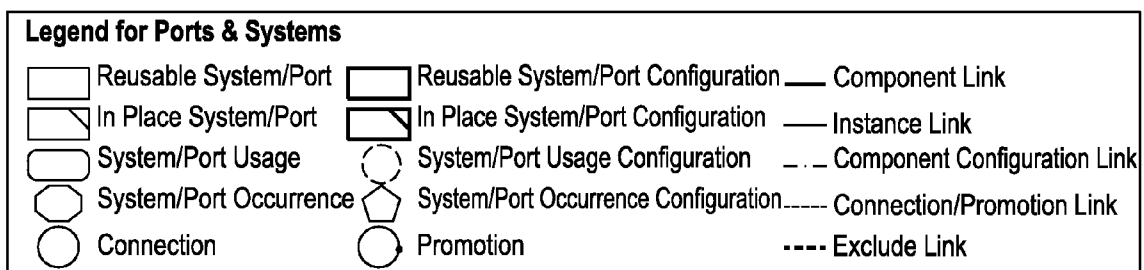 Legend for Ports & Systems
Reusable System/Port Reusable System/Port Configuration Component Link
In Place System/Port In Place System/Port Configuration Instance Link
System/Port Usage System/Port Usage Configuration Component Configuration Link
System/Port Occurrence System/Port Occurrence Configuration Connection/Promotion Link
Connection Promotion Exclude Link